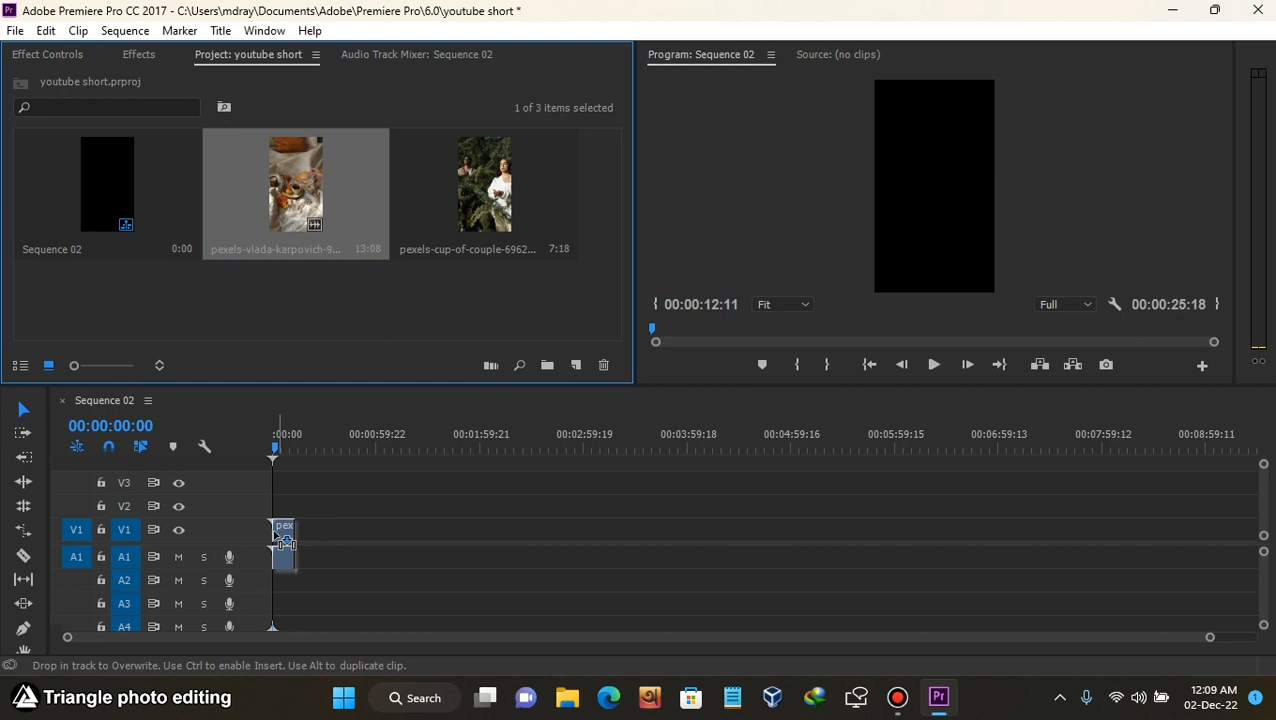 Adobe Premiere Pro CC 2017 - C:\Users\mdray\Documents\Adobe\Premiere Pro\6.0\youtube short *
File Edit Clip Sequence Marker Title Window Help
Effect Controls Effects Project: youtube short Audio Track Mixer: Sequence 02
Program: Sequence 02 Source: (no clips)
youtube short.prproj
1 of 3 Items selected
Sequence 02 0:00
pexels-vlada-karpovich-9... 13:08
pexels-cup-of-couple-6962... 7:18
00:00:12:11 Fit Full 00:00:25:18
Sequence 02
00:00:00:00
:00:00 00:00:59:22 00:01:59:21 00:02:59:19 00:03:59:18 00:04:59:16 00:05:59:15 00:06:59:13 00:07:59:12 00:08:59:11
V3
V2
V1 V1 pex
A1 A1 M S
A2 M S
A3 M S
A4 M S
Drop in track to Overwrite. Use Ctrl to enable Insert. Use Alt to duplicate clip.
Triangle photo editing
Search
Pr
12:09 AM
02-Dec-22
1